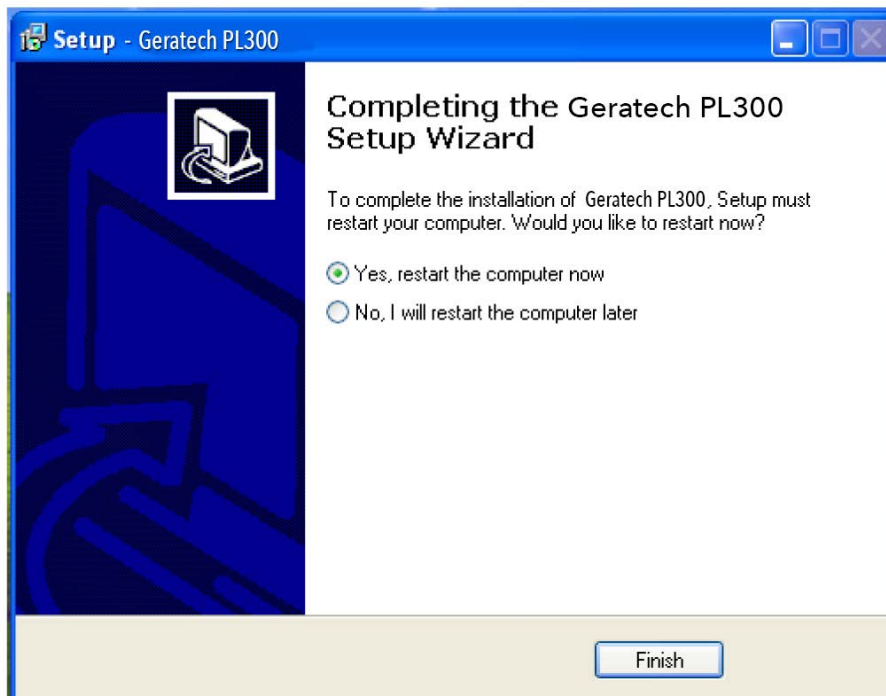 Setup - Geratech PL300
Completing the Geratech PL300
Setup Wizard
To complete the installation of Geratech PL300, Setup must
restart your computer. Would you like to restart now?
Yes, restart the computer now
No, I will restart the computer later
Finish